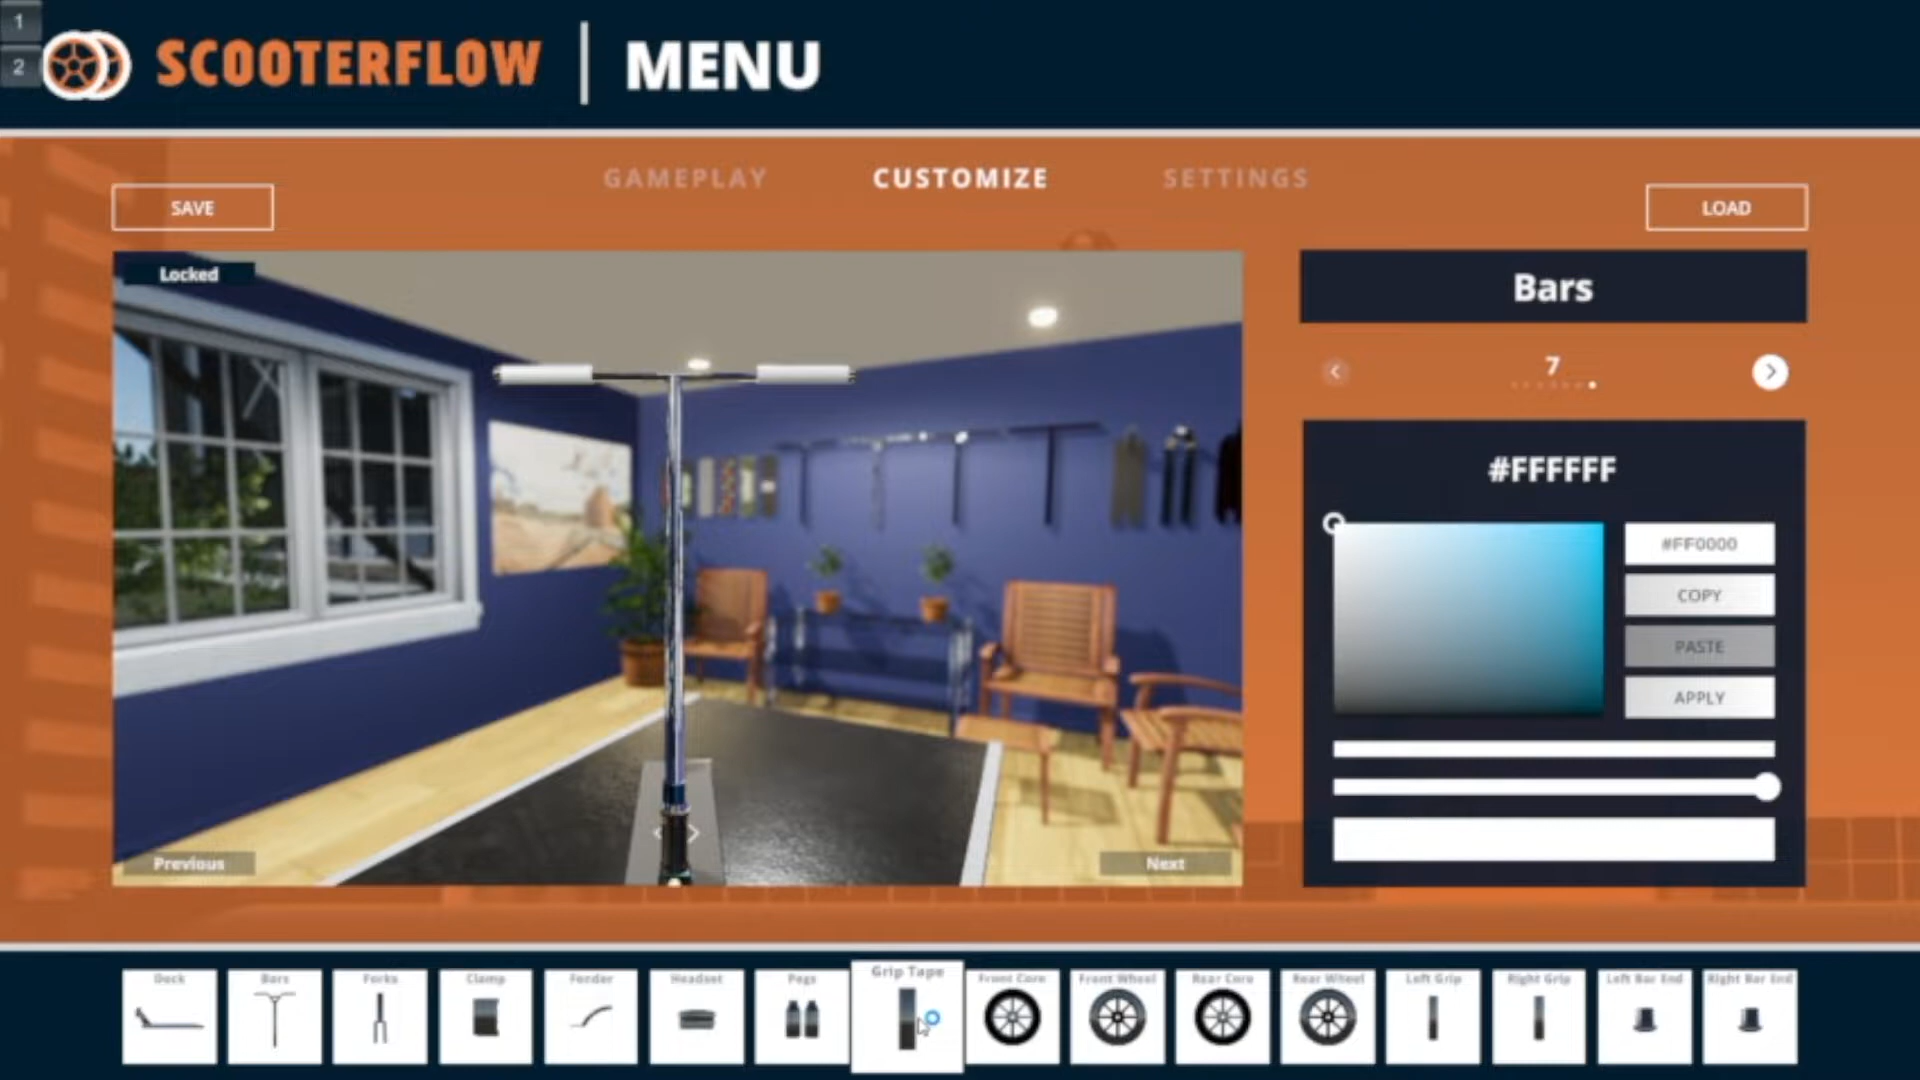 1
2
SCOOTERFLOW
MENU
GAMEPLAY
CUSTOMIZE
SETTINGS
SAVE
LOAD
Locked
Bars
7
#FFFFFF
#FF0000
COPY
PASTE
APPLY
Previous
Next
Deck
Bars
Forks
Clamp
Fender
Headset
Pegs
Grip Tape
Front Core
Front Wheel
Rear Core
Rear Wheel
Left Grip
Right Grip
Left Bar End
Right Bar End